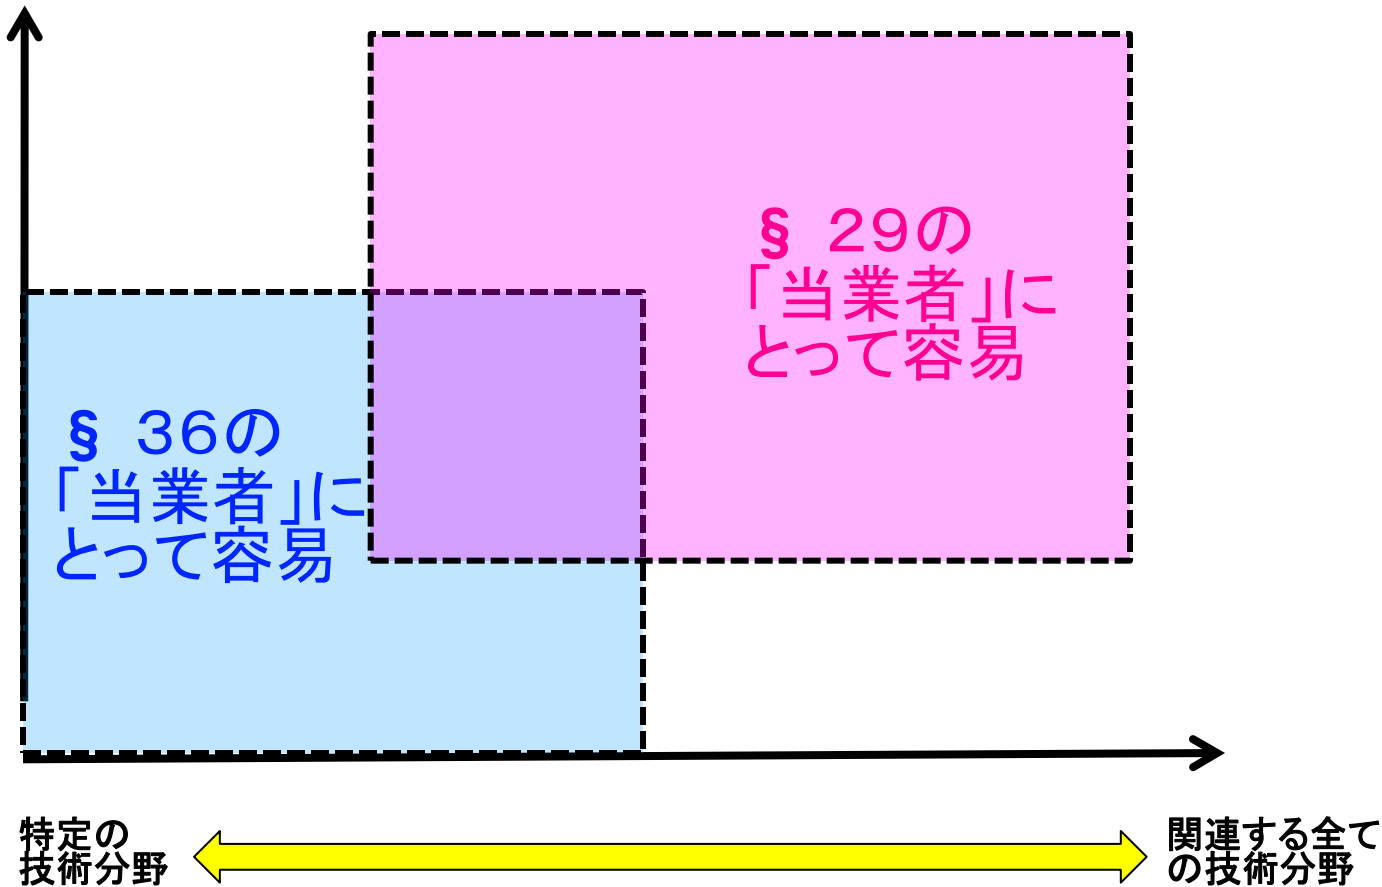 § 29の
「当業者」に
とって容易
§ 36の
「当業者」に
とって容易
特定の
技術分野
関連する全て
の技術分野